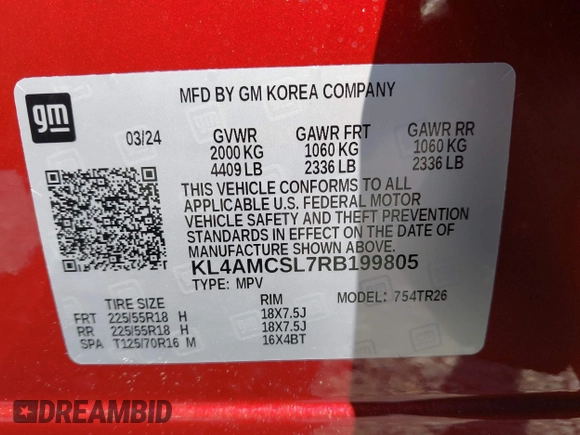 gm
MFD BY GM KOREA COMPANY
03/24 GVWR GAWR FRT GAWR RR
2000 KG 1060 KG 1060 KG
4409 LB 2336 LB 2336 LB
THIS VEHICLE CONFORMS TO ALL
APPLICABLE U.S. FEDERAL MOTOR
VEHICLE SAFETY AND THEFT PREVENTION
STANDARDS IN EFFECT ON THE DATE
OF MANUFACTURE SHOWN ABOVE.
KL4AMCSL7RB199805
TYPE: MPV MODEL: 754TR26
TIRE SIZE RIM
FRT 225/55R18 H 18X7.5J
RR 225/55R18 H 18X7.5J
SPA T125/70R16 M 16X4BT
DREAMBID